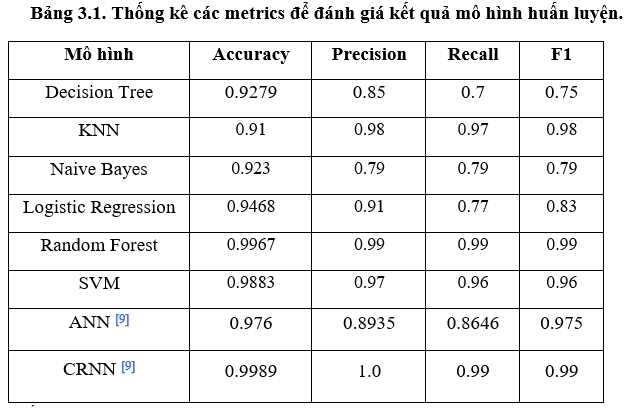 Bảng 3.1. Thống kê các metrics để đánh giá kết quả mô hình huấn luyện.
Mô hình Accuracy Precision Recall F1
Decision Tree 0.9279 0.85 0.7 0.75
KNN 0.91 0.98 0.97 0.98
Naive Bayes 0.923 0.79 0.79 0.79
Logistic Regression 0.9468 0.91 0.77 0.83
Random Forest 0.9967 0.99 0.99 0.99
SVM 0.9883 0.97 0.96 0.96
ANN [9] 0.976 0.8935 0.8646 0.975
CRNN [9] 0.9989 1.0 0.99 0.99